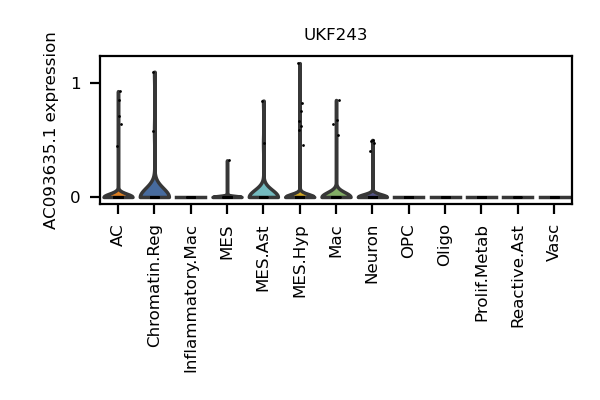 UKF243
AC093635.1 expression
1
0
AC
Chromatin.Reg
Inflammatory.Mac
MES
MES.Ast
MES.Hyp
Mac
Neuron
OPC
Oligo
Prolif.Metab
Reactive.Ast
Vasc